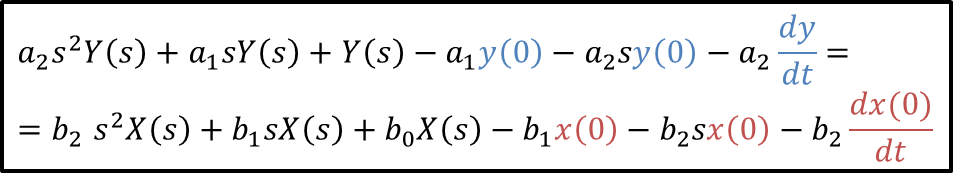 a₂s²Y(s) + a₁sY(s) + Y(s) − a₁y(0) − a₂sy(0) − a₂ dy/dt =
= b₂ s²X(s) + b₁sX(s) + b₀X(s) − b₁x(0) − b₂sx(0) − b₂ dx(0)/dt